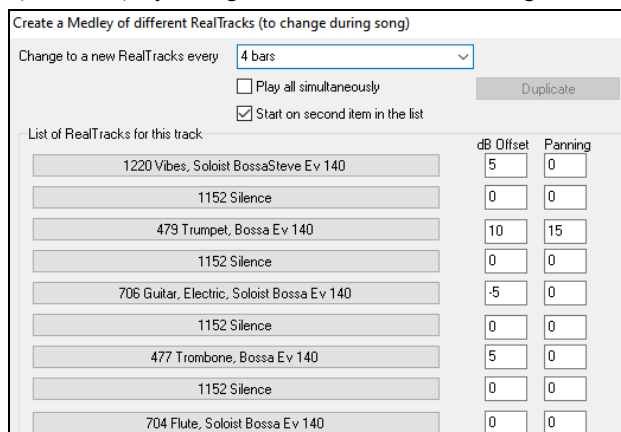 Create a Medley of different RealTracks (to change during song)
Change to a new RealTracks every 4 bars
Play all simultaneously Duplicate
Start on second item in the list
List of RealTracks for this track
dB Offset Panning
1220 Vibes, Soloist BossaSteve Ev 140 5 0
1152 Silence 0 0
479 Trumpet, Bossa Ev 140 10 15
1152 Silence 0 0
706 Guitar, Electric, Soloist Bossa Ev 140 -5 0
1152 Silence 0 0
477 Trombone, Bossa Ev 140 5 0
1152 Silence 0 0
704 Flute, Soloist Bossa Ev 140 0 0